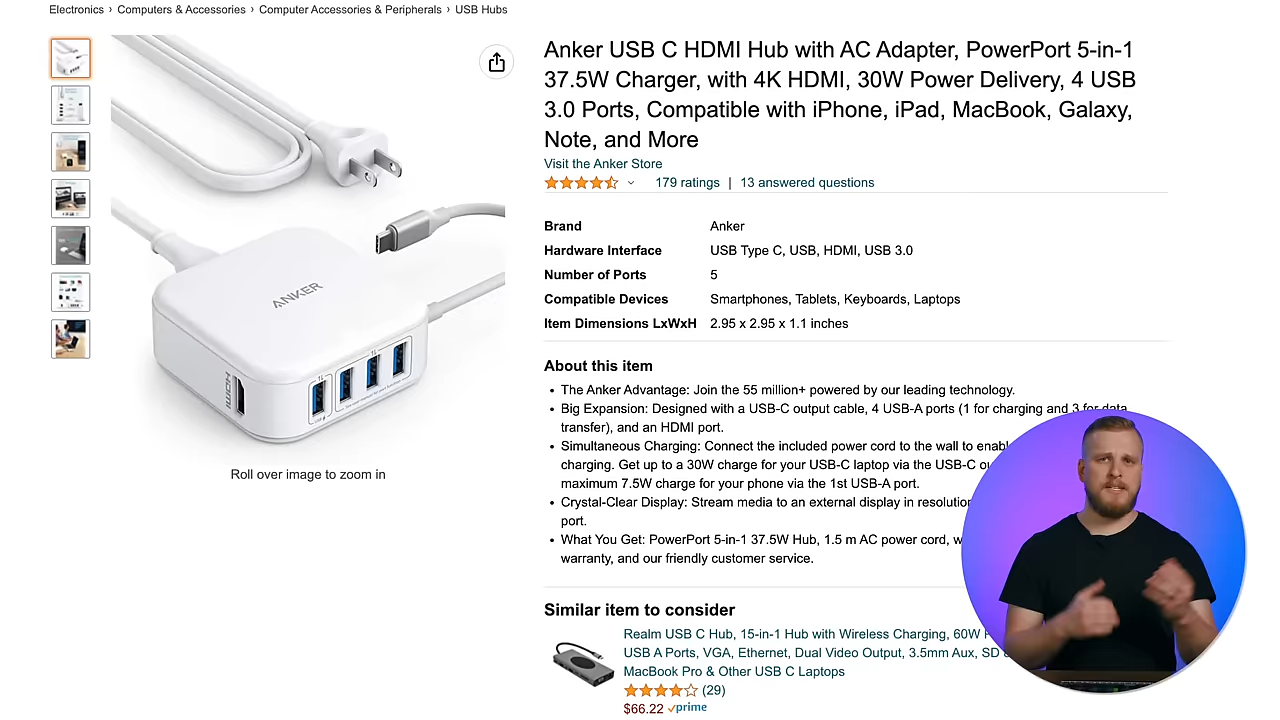 Electronics › Computers & Accessories › Computer Accessories & Peripherals › USB Hubs
Anker USB C HDMI Hub with AC Adapter, PowerPort 5-in-1
37.5W Charger, with 4K HDMI, 30W Power Delivery, 4 USB
3.0 Ports, Compatible with iPhone, iPad, MacBook, Galaxy,
Note, and More
Visit the Anker Store
179 ratings | 13 answered questions
Brand Anker
Hardware Interface USB Type C, USB, HDMI, USB 3.0
Number of Ports 5
Compatible Devices Smartphones, Tablets, Keyboards, Laptops
Item Dimensions LxWxH 2.95 x 2.95 x 1.1 inches
ANKER
HDMI
Roll over image to zoom in
About this item
• The Anker Advantage: Join the 55 million+ powered by our leading technology.
• Big Expansion: Designed with a USB-C output cable, 4 USB-A ports (1 for charging and 3 for data
transfer), and an HDMI port.
• Simultaneous Charging: Connect the included power cord to the wall to enabl
charging. Get up to a 30W charge for your USB-C laptop via the USB-C ou
maximum 7.5W charge for your phone via the 1st USB-A port.
• Crystal-Clear Display: Stream media to an external display in resolution
port.
• What You Get: PowerPort 5-in-1 37.5W Hub, 1.5 m AC power cord, w
warranty, and our friendly customer service.
Similar item to consider
Realm USB C Hub, 15-in-1 Hub with Wireless Charging, 60W
USB A Ports, VGA, Ethernet, Dual Video Output, 3.5mm Aux, SD
MacBook Pro & Other USB C Laptops
(29)
$66.22 prime